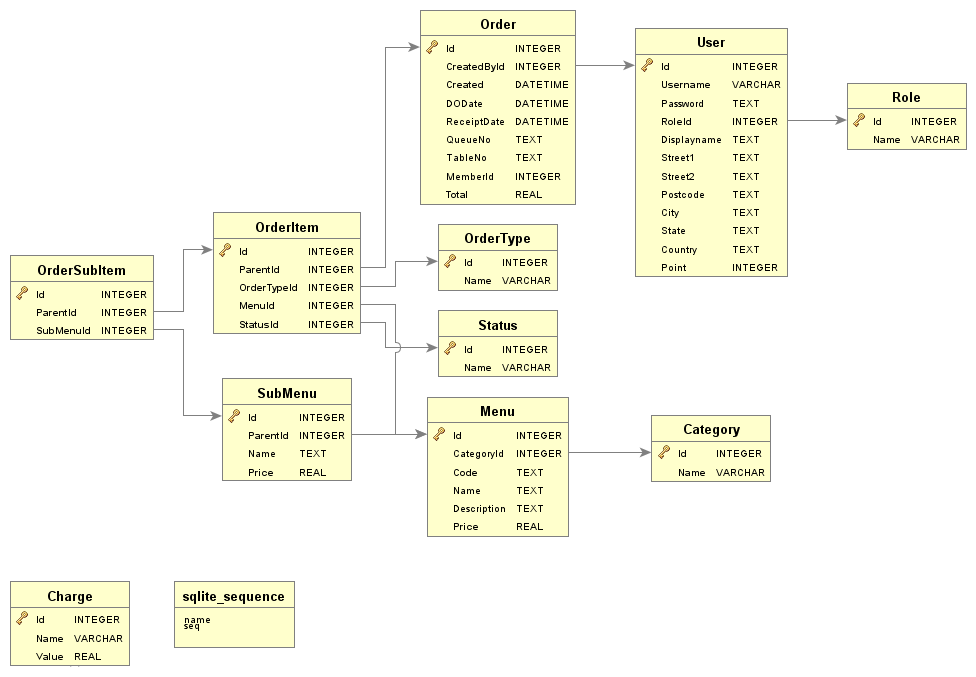 Order
Id INTEGER
CreatedById INTEGER
Created DATETIME
DODate DATETIME
ReceiptDate DATETIME
QueueNo TEXT
TableNo TEXT
MemberId INTEGER
Total REAL
User
Id INTEGER
Username VARCHAR
Password TEXT
RoleId INTEGER
Displayname TEXT
Street1 TEXT
Street2 TEXT
Postcode TEXT
City TEXT
State TEXT
Country TEXT
Point INTEGER
Role
Id INTEGER
Name VARCHAR
OrderItem
Id INTEGER
ParentId INTEGER
OrderTypeId INTEGER
MenuId INTEGER
StatusId INTEGER
OrderType
Id INTEGER
Name VARCHAR
OrderSubItem
Id INTEGER
ParentId INTEGER
SubMenuId INTEGER
Status
Id INTEGER
Name VARCHAR
SubMenu
Id INTEGER
ParentId INTEGER
Name TEXT
Price REAL
Menu
Id INTEGER
CategoryId INTEGER
Code TEXT
Name TEXT
Description TEXT
Price REAL
Category
Id INTEGER
Name VARCHAR
Charge
Id INTEGER
Name VARCHAR
Value REAL
sqlite_sequence
name
seq